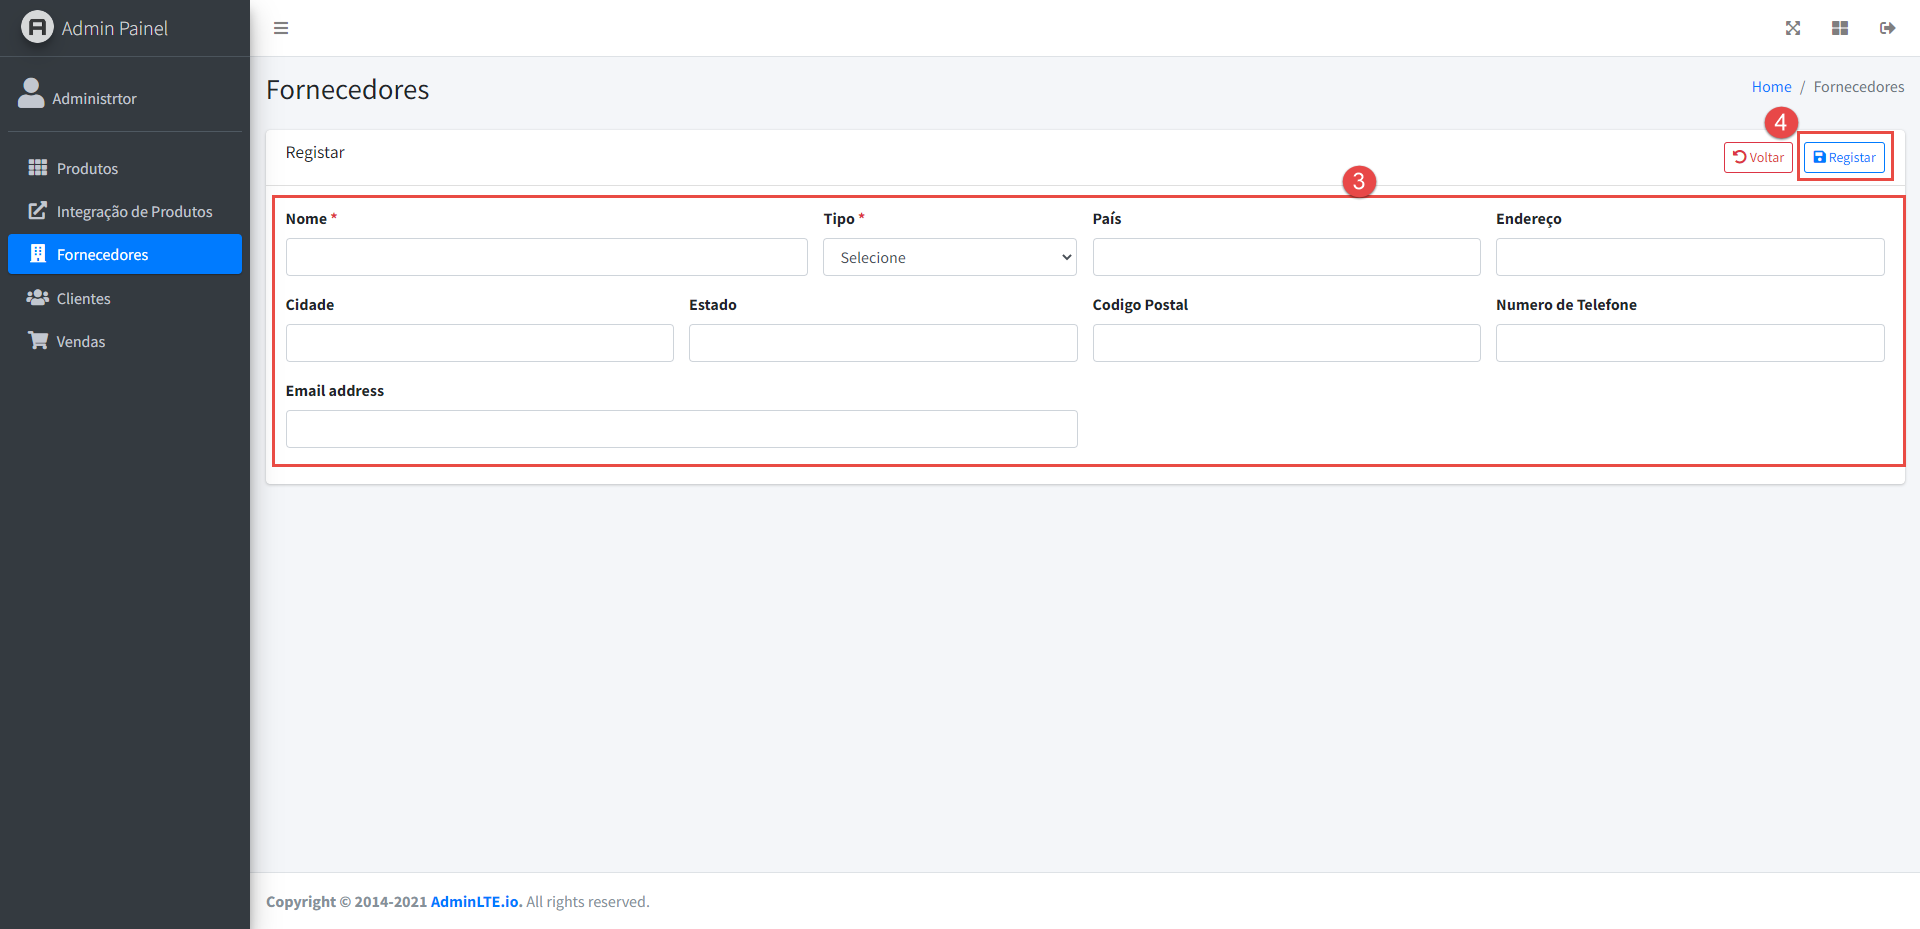 Admin Painel
Administrtor
Produtos
Integração de Produtos
Fornecedores
Clientes
Vendas
Fornecedores
Home / Fornecedores
4
Registar
Voltar
Registar
3
Nome *
Tipo *
País
Endereço
Selecione
Cidade
Estado
Codigo Postal
Numero de Telefone
Email address
Copyright © 2014-2021 AdminLTE.io. All rights reserved.